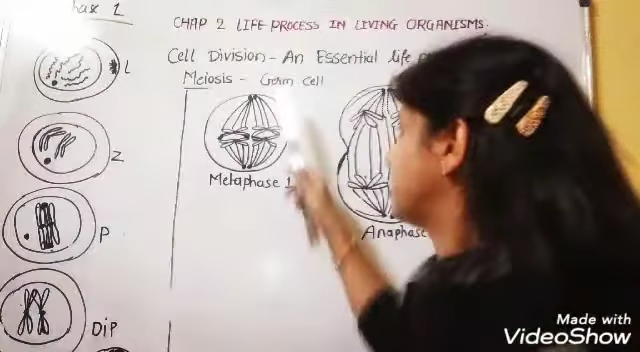 hase 1
CHAP 2 LIFE PROCESS IN LIVING ORGANISMS.
Cell Division - An Essential life
Meiosis - Germ Cell
L
Z
Metaphase 1
P
Anaphase
Dip
Made with
VideoShow